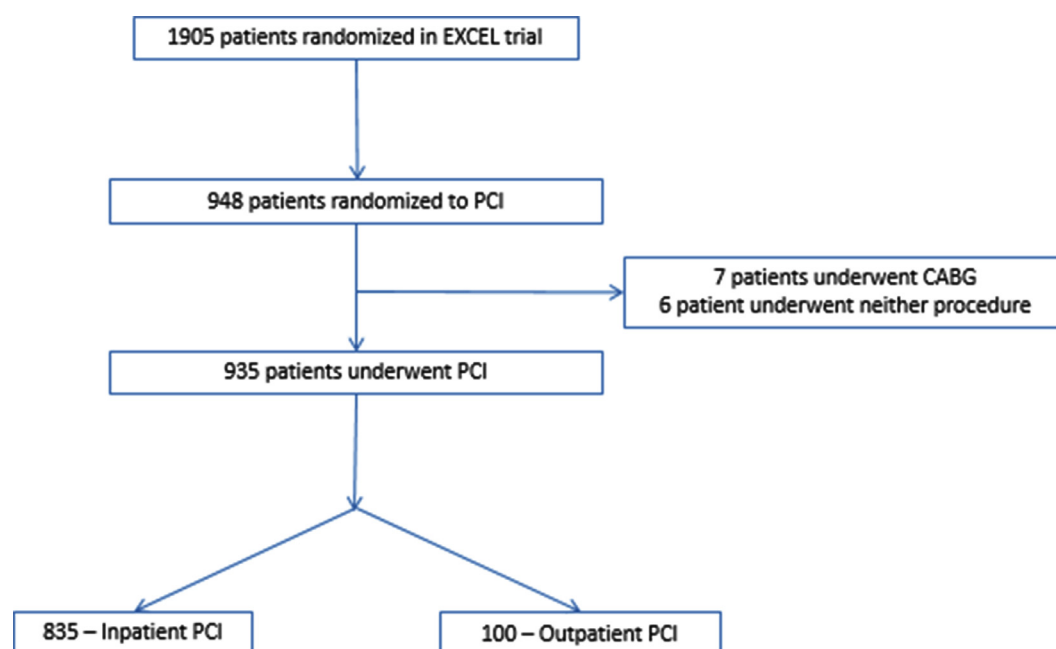 1905 patients randomized in EXCEL trial
948 patients randomized to PCI
7 patients underwent CABG
6 patient underwent neither procedure
935 patients underwent PCI
835 – Inpatient PCI
100 – Outpatient PCI